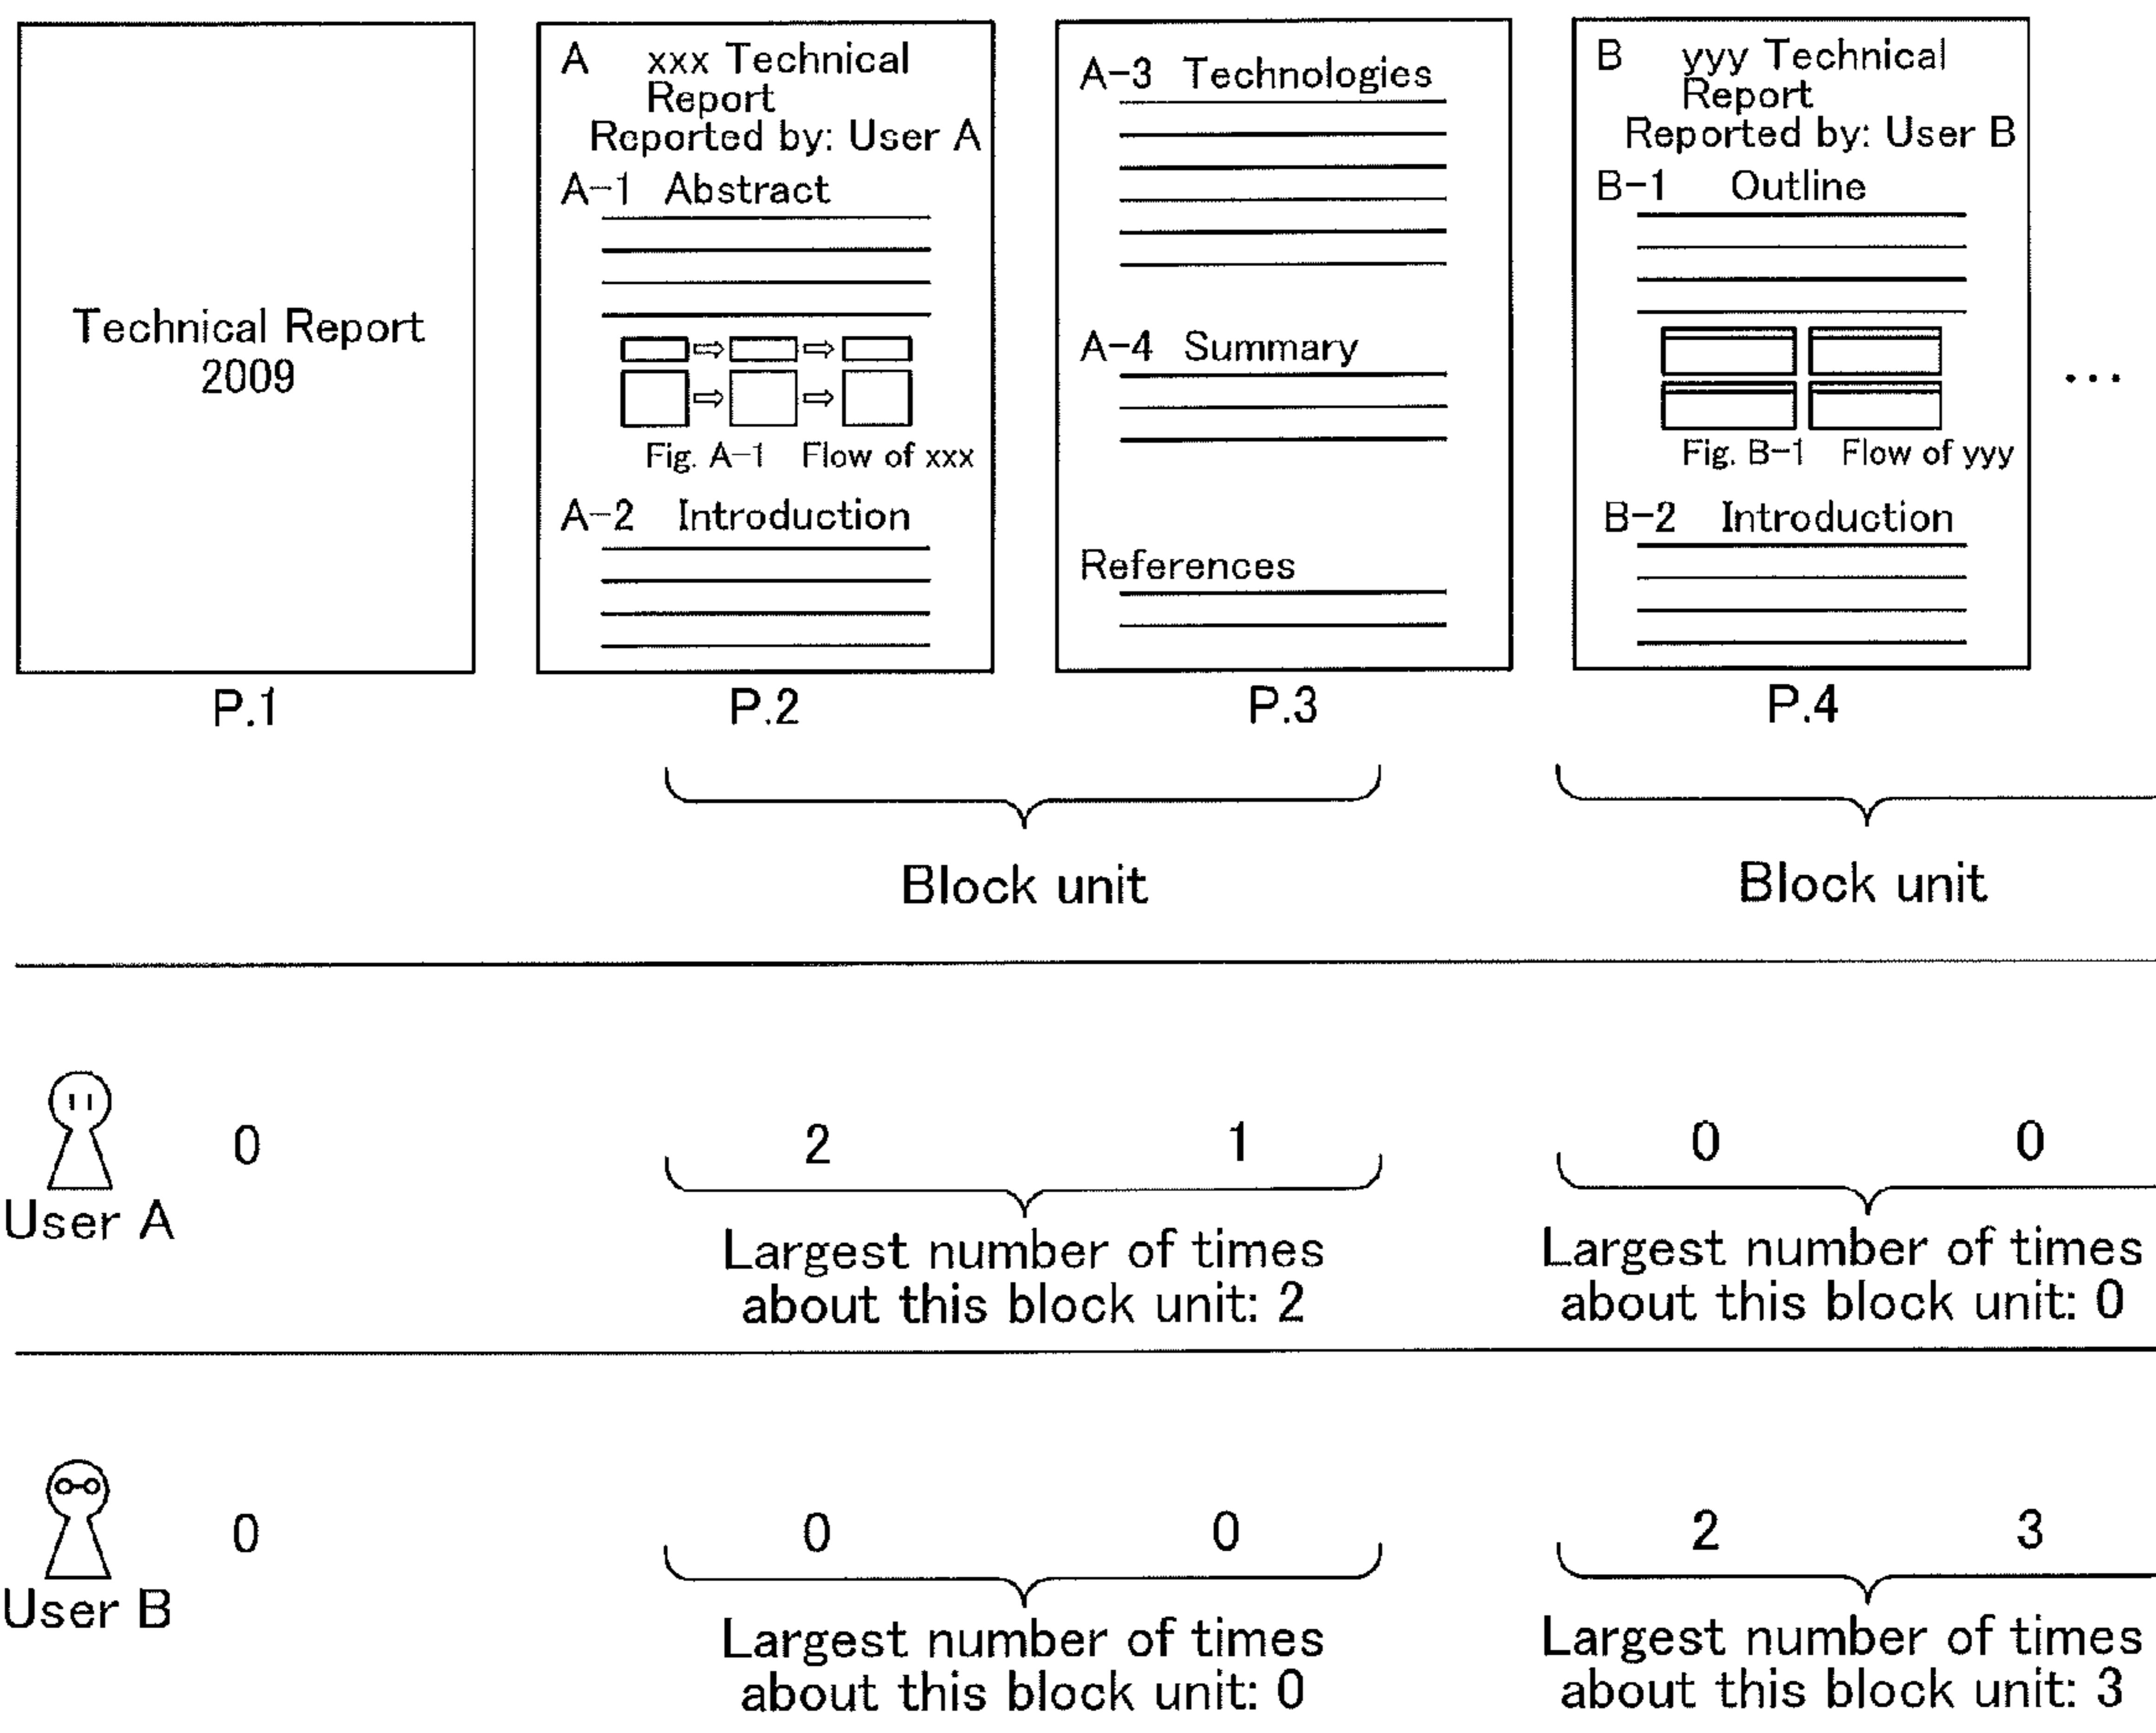 Technical Report
2009
P.1
A xxx Technical
Report
Reported by: User A
A-1 Abstract
Fig. A-1 Flow of xxx
A-2 Introduction
P.2
A-3 Technologies
A-4 Summary
References
P.3
B yyy Technical
Report
Reported by: User B
B-1 Outline
Fig. B-1 Flow of yyy
B-2 Introduction
P.4
...
Block unit
Block unit
User A
0
2 1
Largest number of times
about this block unit: 2
0 0
Largest number of times
about this block unit: 0
User B
0
0 0
Largest number of times
about this block unit: 0
2 3
Largest number of times
about this block unit: 3